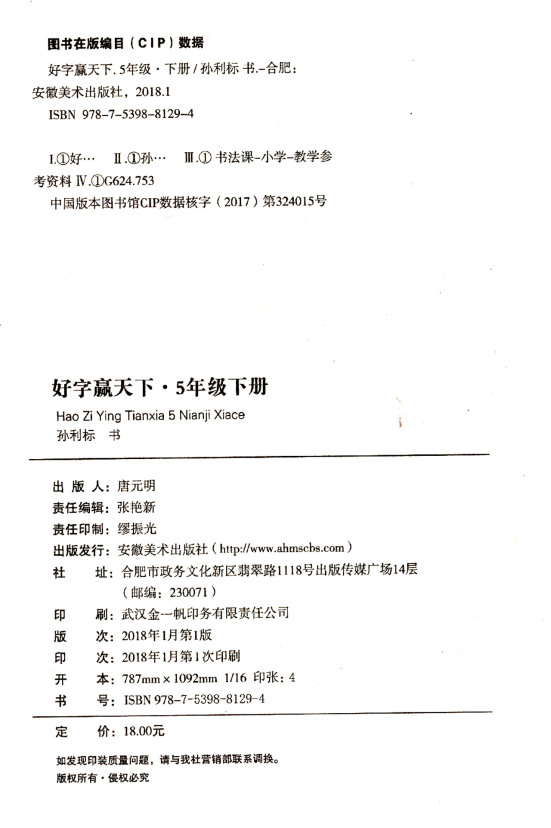 图书在版编目(CIP)数据
好字赢天下.5年级·下册/孙利标 书.-合肥:
安徽美术出版社，2018.1
ISBN 978-7-5398-8129-4
Ⅰ.①好… Ⅱ.①孙… Ⅲ.①书法课-小学-教学参
考资料 Ⅳ.①G624.753
中国版本图书馆CIP数据核字(2017)第324015号
好字赢天下·5年级下册
Hao Zi Ying Tianxia 5 Nianji Xiace
孙利标 书
出 版 人：唐元明
责任编辑：张艳新
责任印制：缪振光
出版发行：安徽美术出版社(http://www.ahmscbs.com)
社 址：合肥市政务文化新区翡翠路1118号出版传媒广场14层
(邮编：230071)
印 刷：武汉金一帆印务有限责任公司
版 次：2018年1月第1版
印 次：2018年1月第1次印刷
开 本：787mm×1092mm 1/16 印张：4
书 号：ISBN 978-7-5398-8129-4
定 价：18.00元
如发现印装质量问题，请与我社营销部联系调换。
版权所有·侵权必究